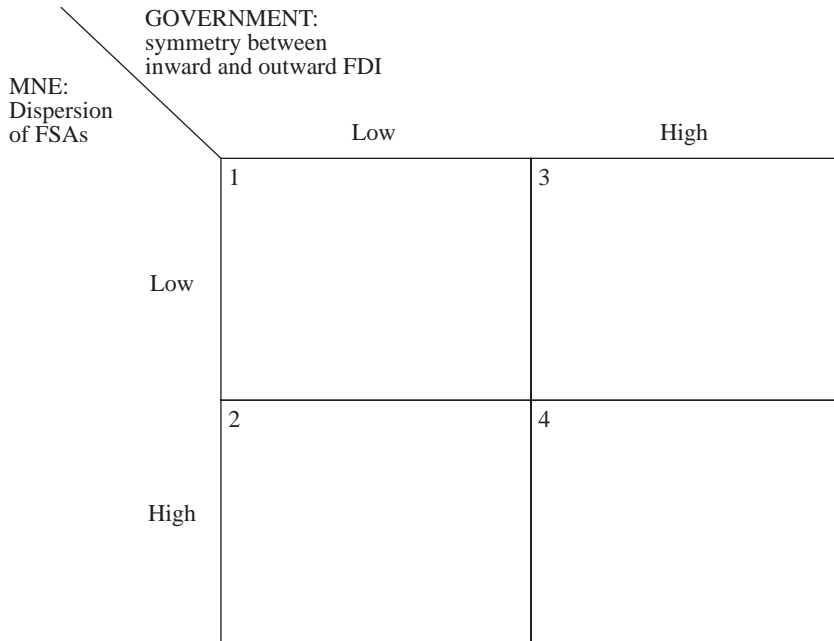 GOVERNMENT:
symmetry between
inward and outward FDI
MNE:
Dispersion
of FSAs
Low
High
1
3
Low
2
4
High